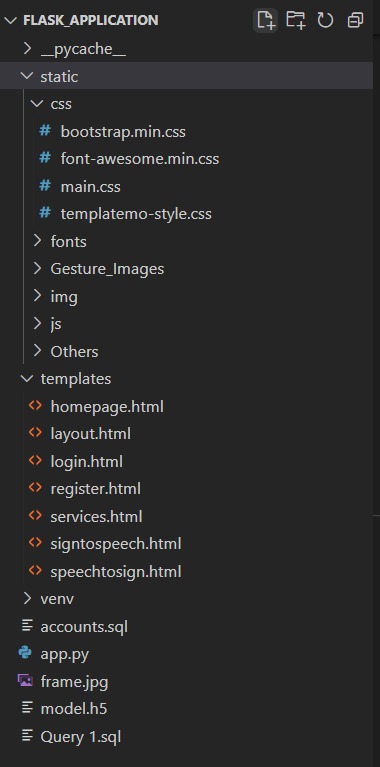 FLASK_APPLICATION
__pycache__
static
css
bootstrap.min.css
font-awesome.min.css
main.css
templatemo-style.css
fonts
Gesture_Images
img
js
Others
templates
homepage.html
layout.html
login.html
register.html
services.html
signtospeech.html
speechtosign.html
venv
accounts.sql
app.py
frame.jpg
model.h5
Query 1.sql